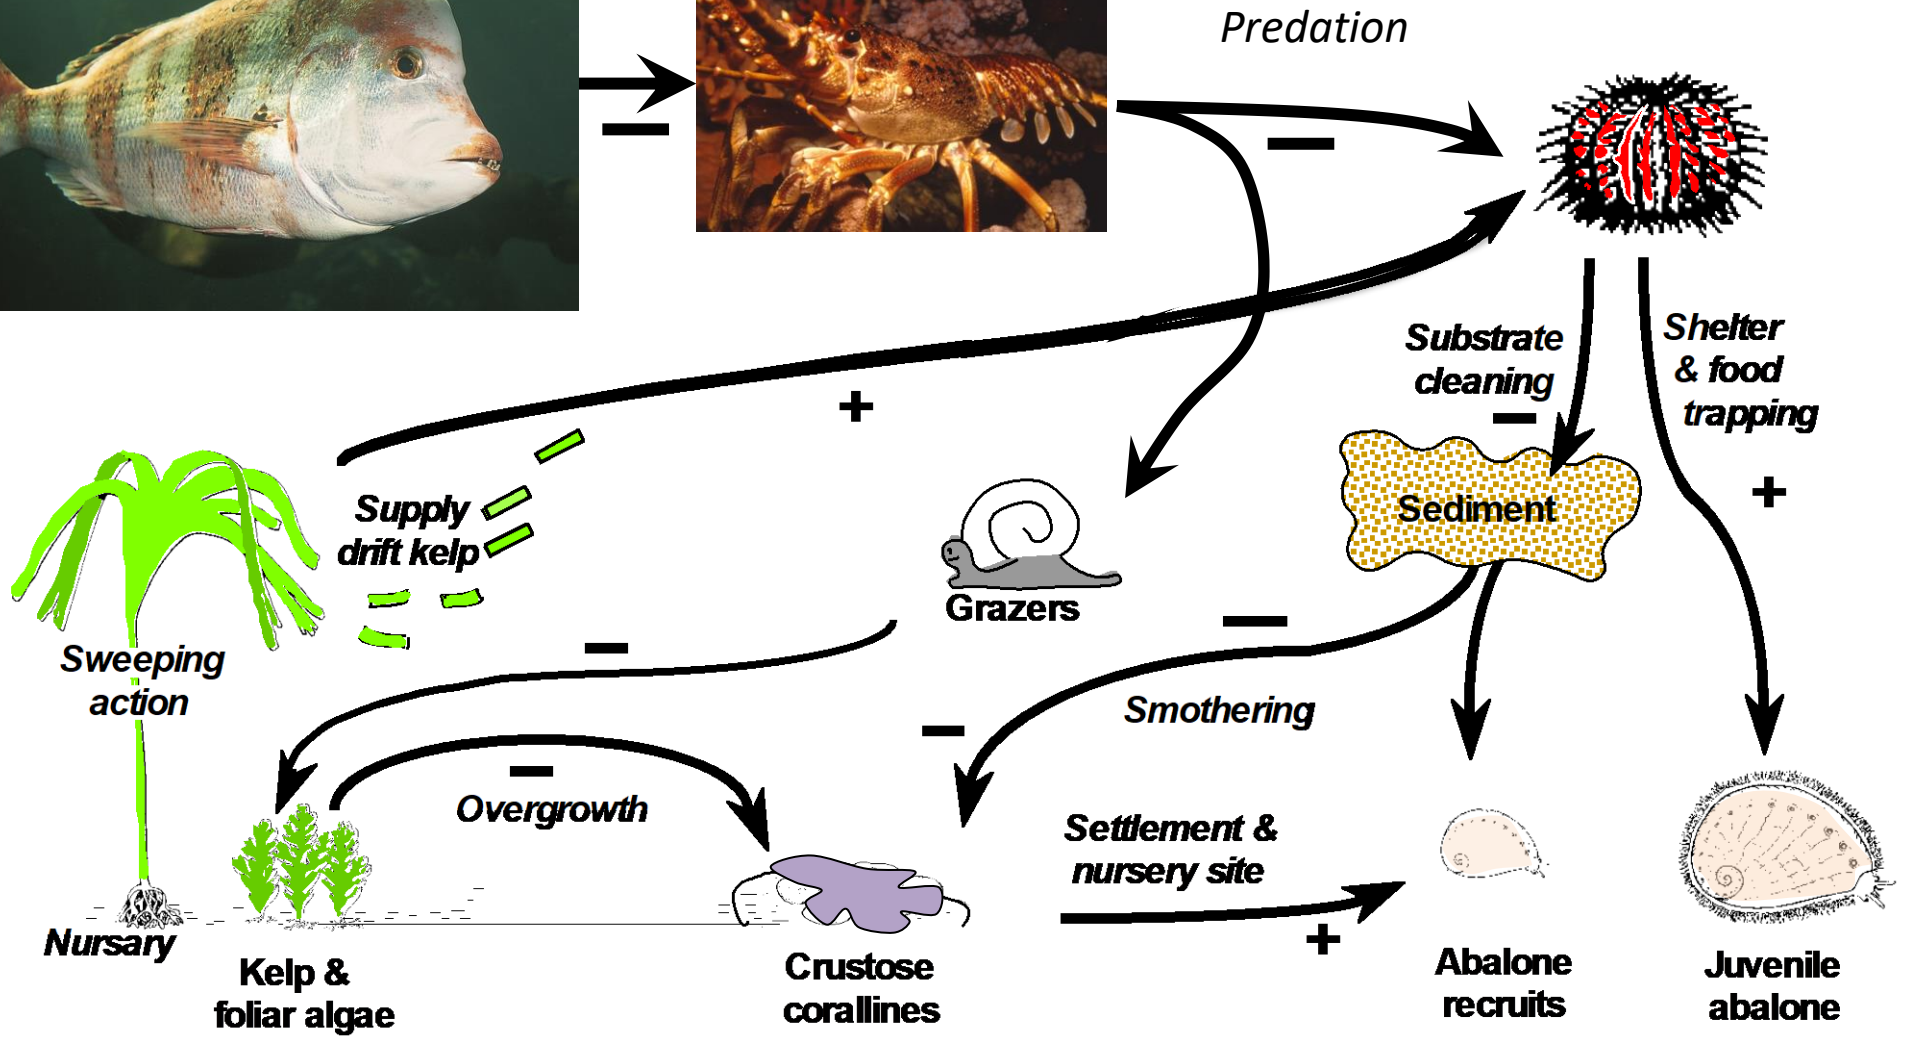 Predation
Substrate
cleaning
Shelter
& food
trapping
+
+
Supply
drift kelp
Sediment
Grazers
Sweeping
action
Smothering
Overgrowth
Settlement &
nursery site
+
Nursary
Kelp &
foliar algae
Crustose
corallines
Abalone
recruits
Juvenile
abalone